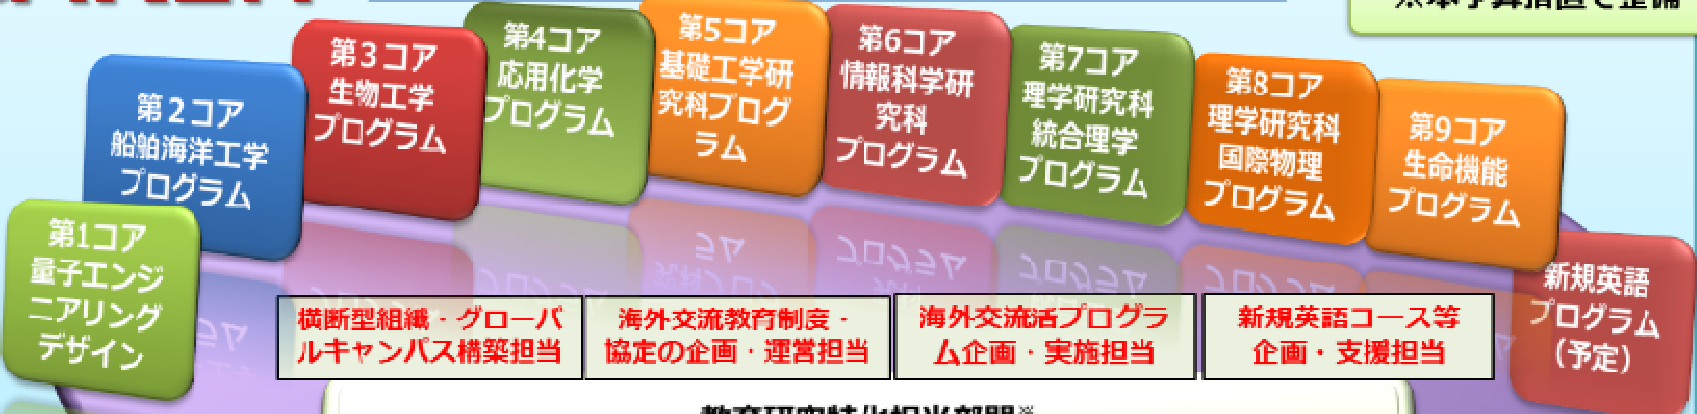 第1コア
量子エンジ
ニアリング
デザイン
第２コア
船舶海洋工学
プログラム
第３コア
生物工学
プログラム
第4コア
応用化学
プログラム
第5コア
基礎工学研
究科プログ
ラム
第6コア
情報科学研
究科
プログラム
第7コア
理学研究科
統合理学
プログラム
第8コア
理学研究科
国際物理
プログラム
第9コア
生命機能
プログラム
新規英語
プログラム
（予定）
横断型組織・グローバ
ルキャンパス構築担当
海外交流教育制度・
協定の企画・運営担当
海外交流活プログラ
ム企画・実施担当
新規英語コース等
企画・支援担当